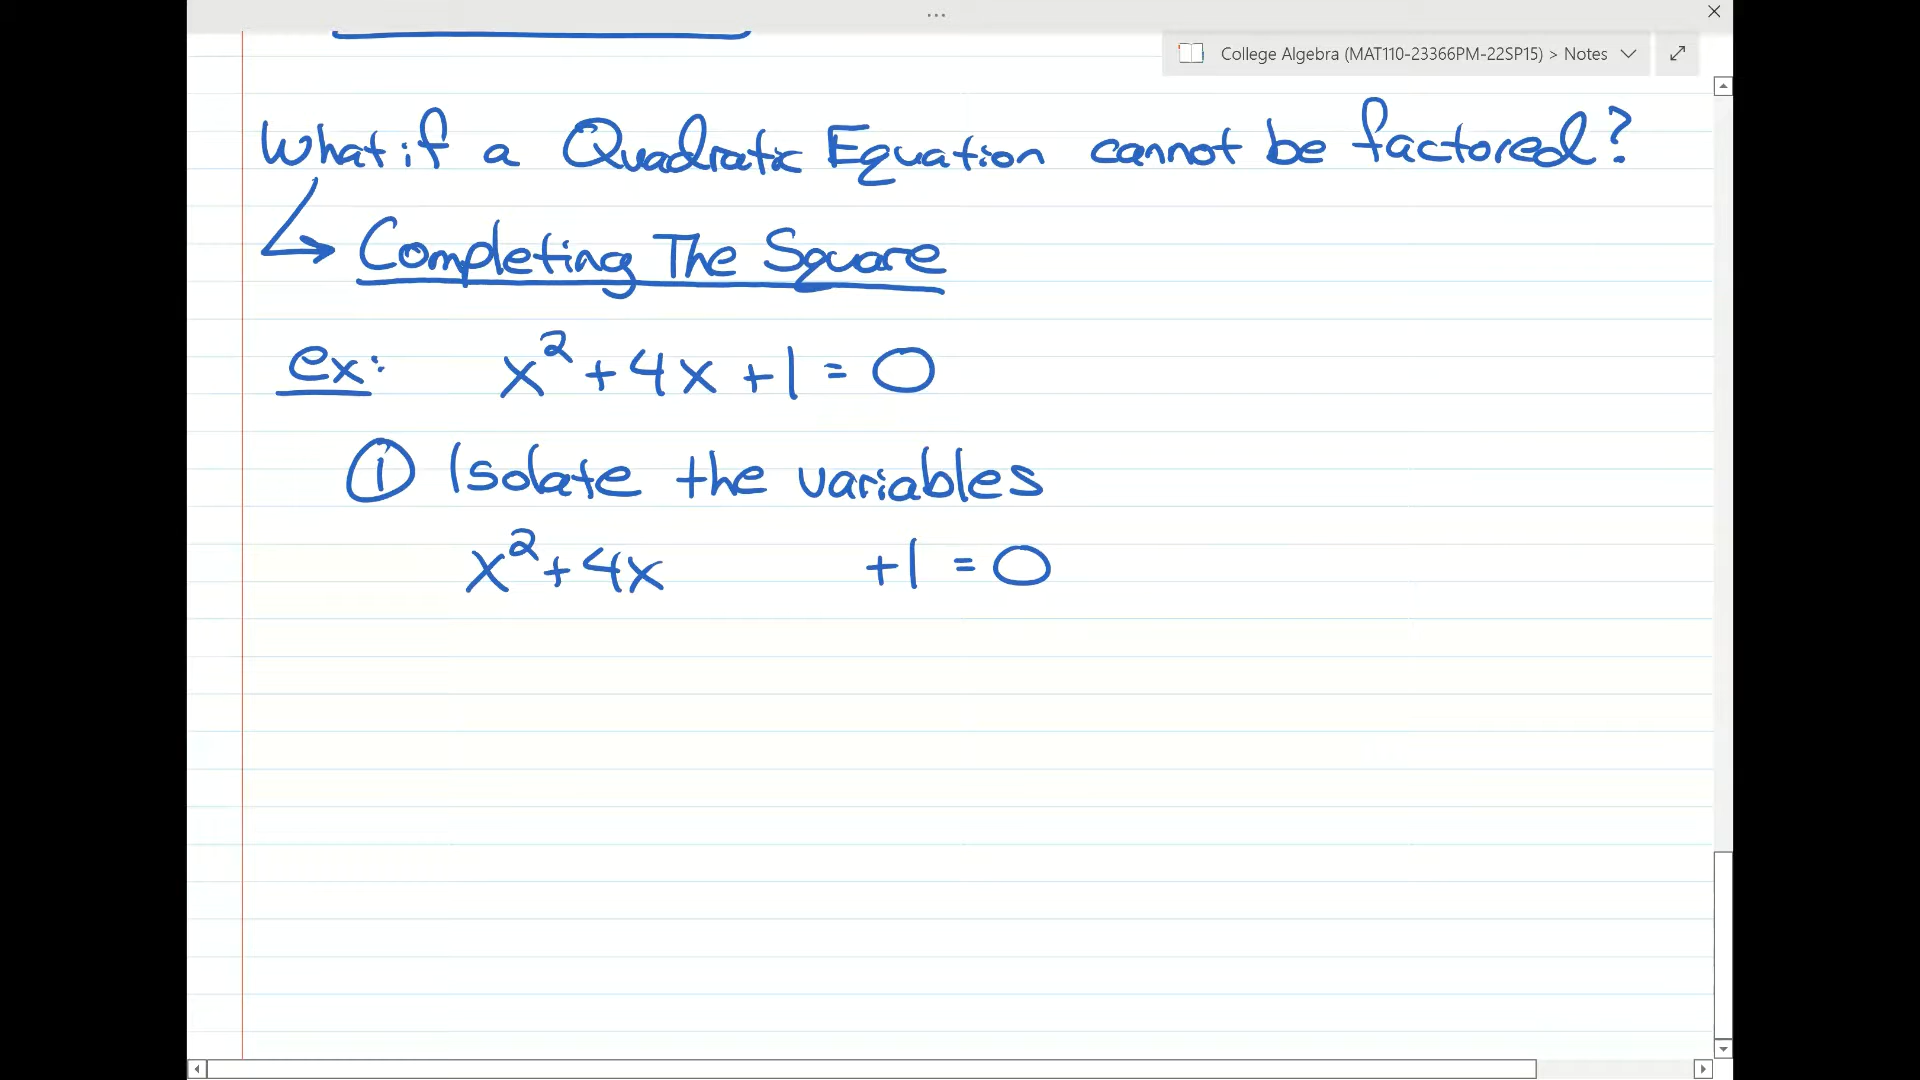 ...
College Algebra (MAT110-23366PM-22SP15) > Notes
What if a Quadratic Equation cannot be factored?
Completing The Square
ex: x² + 4x + 1 = 0
① Isolate the variables
x² + 4x + 1 = 0